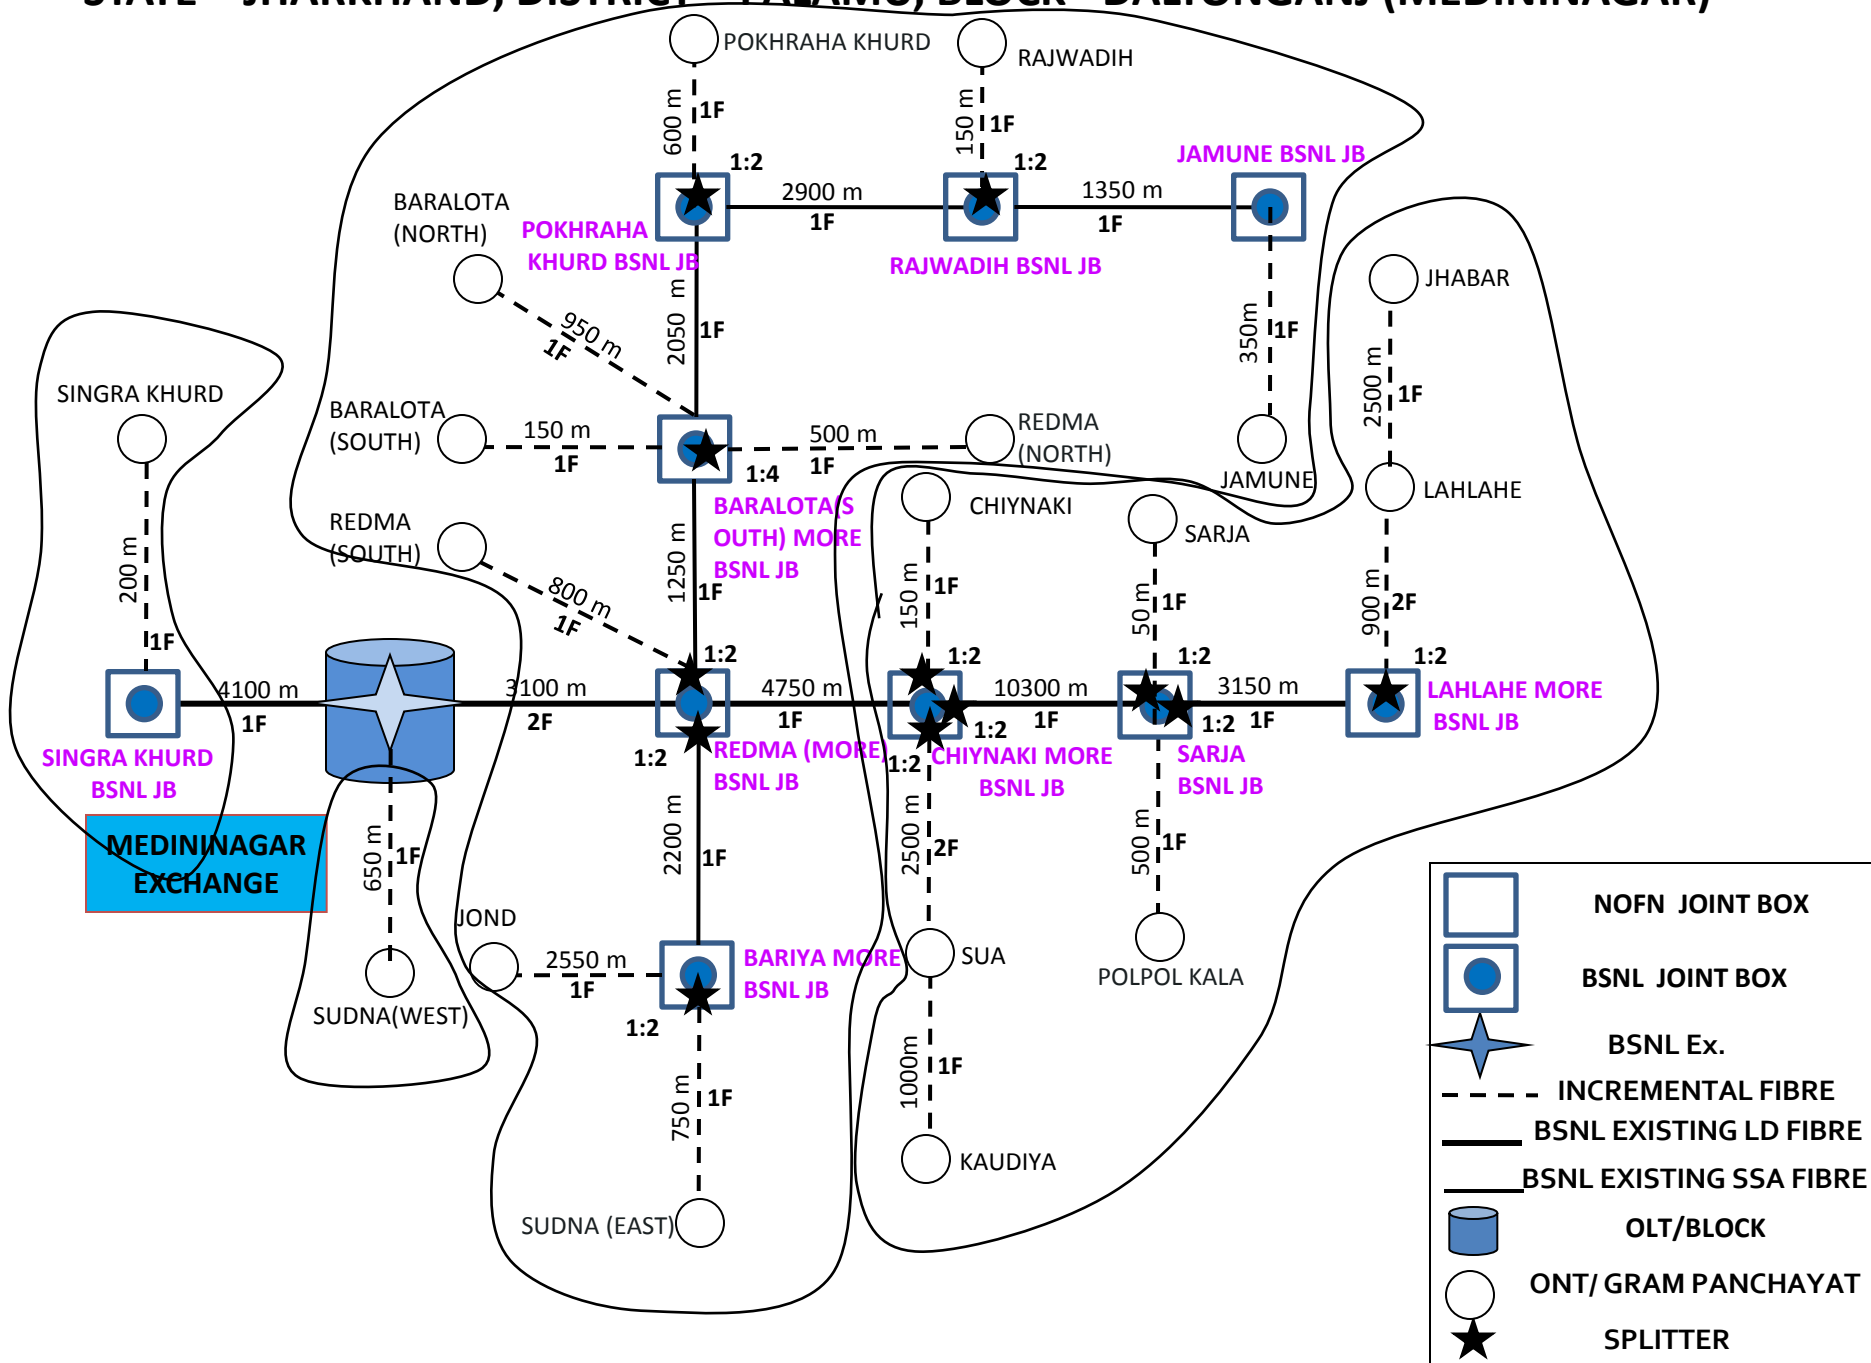 STATE – JHARKHAND, DISTRICT – PALAMU, BLOCK - DALTONGANJ (MEDININAGAR)
POKHRAHA KHURD
RAJWADIH
600 m
1F
150 m
1F
1:2
1:2
JAMUNE BSNL JB
2900 m
1F
1350 m
1F
BARALOTA
(NORTH)
POKHRAHA
KHURD BSNL JB
RAJWADIH BSNL JB
JHABAR
950 m
1F
2050 m
1F
350m
1F
2500 m
1F
SINGRA KHURD
BARALOTA
(SOUTH)
150 m
1F
500 m
1F
REDMA
(NORTH)
1:4
JAMUNE
LAHLAHE
BARALOTA(S
OUTH) MORE
BSNL JB
CHIYNAKI
SARJA
REDMA
(SOUTH)
200 m
1F
800 m
1F
1250 m
1F
150 m
1F
50 m
1F
900 m
2F
1:2
1:2
1:2
1:2
4100 m
1F
3100 m
2F
4750 m
1F
10300 m
1F
3150 m
1F
LAHLAHE MORE
BSNL JB
1:2
1:2
1:2
1:2
SINGRA KHURD
BSNL JB
REDMA (MORE)
BSNL JB
CHIYNAKI MORE
BSNL JB
SARJA
BSNL JB
MEDININAGAR
EXCHANGE
650 m
1F
2200 m
1F
2500 m
2F
500 m
1F
JOND
2550 m
1F
BARIYA MORE
BSNL JB
SUA
POLPOL KALA
SUDNA(WEST)
1:2
750 m
1F
1000m
1F
KAUDIYA
SUDNA (EAST)
NOFN JOINT BOX
BSNL JOINT BOX
BSNL Ex.
INCREMENTAL FIBRE
BSNL EXISTING LD FIBRE
BSNL EXISTING SSA FIBRE
OLT/BLOCK
ONT/ GRAM PANCHAYAT
SPLITTER